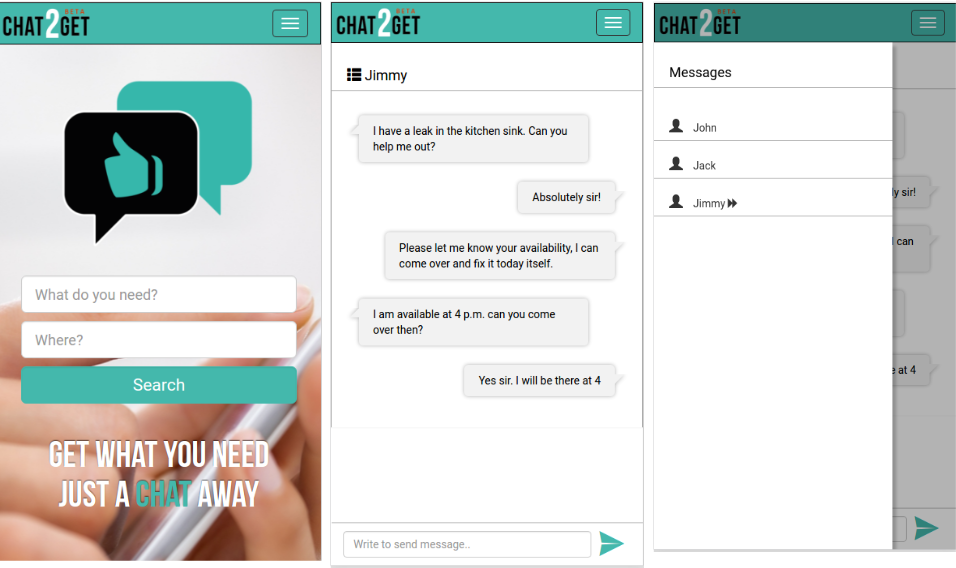 BETA
CHAT2GET
What do you need?
Where?
Search
GET WHAT YOU NEED
JUST A CHAT AWAY
BETA
CHAT2GET
Jimmy
I have a leak in the kitchen sink. Can you
help me out?
Absolutely sir!
Please let me know your availability, I can
come over and fix it today itself.
I am available at 4 p.m. can you come
over then?
Yes sir. I will be there at 4
Write to send message..
BETA
CHAT2GET
Messages
John
Jack
Jimmy
ly sir!
I can
e at 4